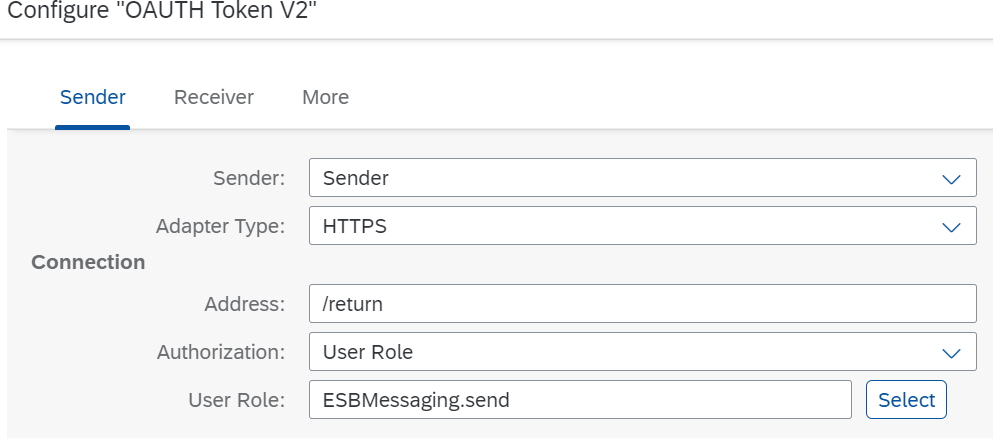 Configure "OAUTH Token V2"
Sender Receiver More
Sender: Sender
Adapter Type: HTTPS
Connection
Address: /return
Authorization: User Role
User Role: ESBMessaging.send Select